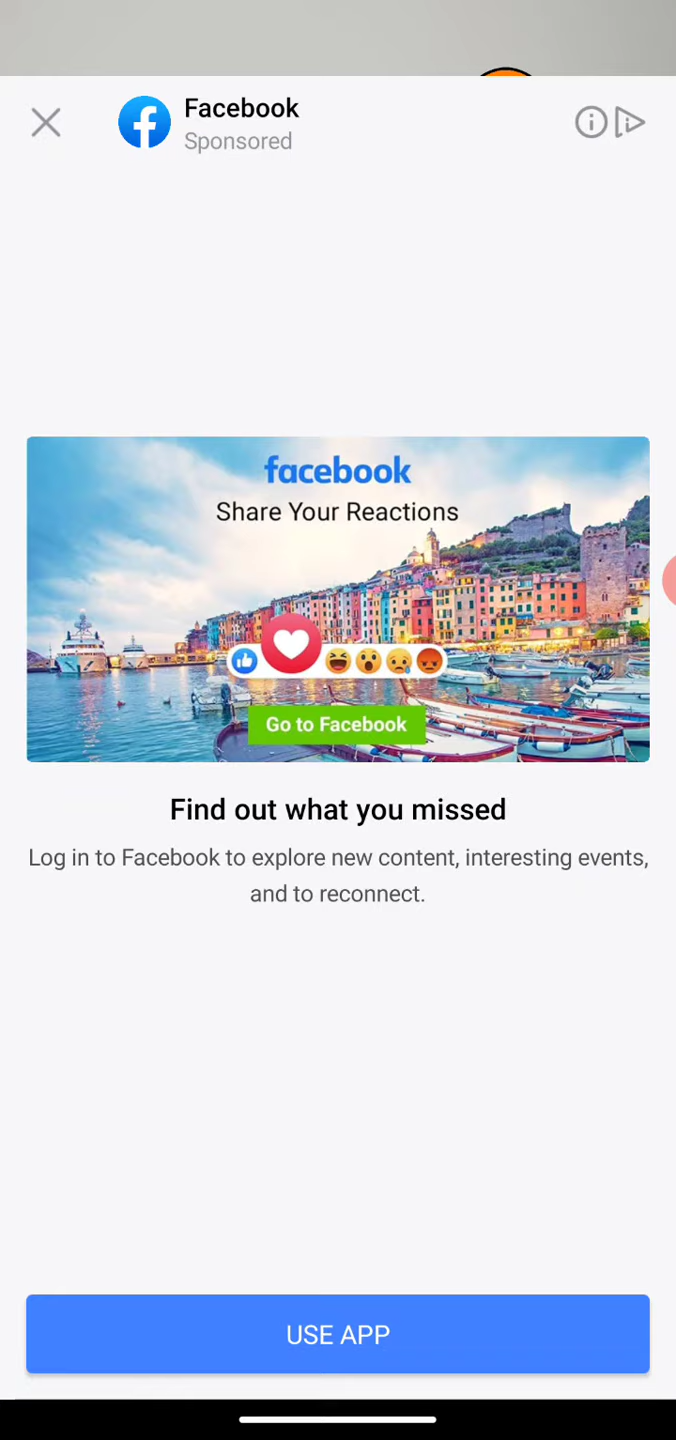 Facebook
Sponsored
facebook
Share Your Reactions
Go to Facebook
Find out what you missed
Log in to Facebook to explore new content, interesting events,
and to reconnect.
USE APP